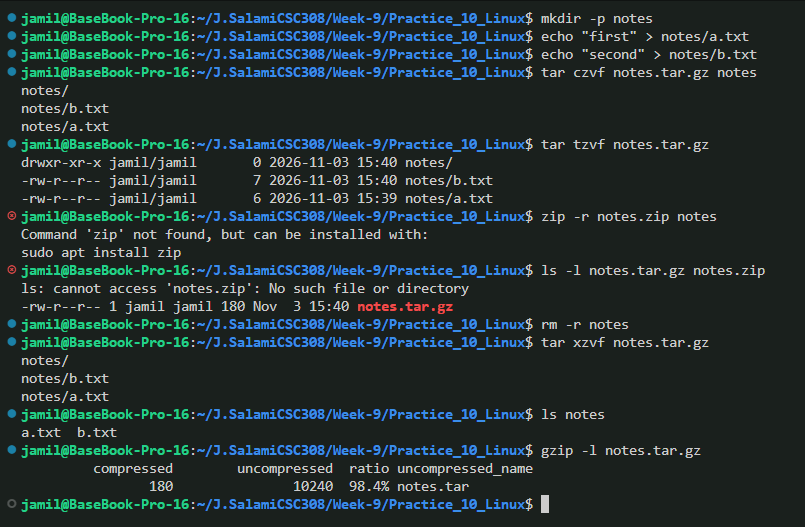 jamil@BaseBook-Pro-16:~/J.SalamiCSC308/Week-9/Practice_10_Linux$ mkdir -p notes
jamil@BaseBook-Pro-16:~/J.SalamiCSC308/Week-9/Practice_10_Linux$ echo "first" > notes/a.txt
jamil@BaseBook-Pro-16:~/J.SalamiCSC308/Week-9/Practice_10_Linux$ echo "second" > notes/b.txt
jamil@BaseBook-Pro-16:~/J.SalamiCSC308/Week-9/Practice_10_Linux$ tar czvf notes.tar.gz notes
notes/
notes/b.txt
notes/a.txt
jamil@BaseBook-Pro-16:~/J.SalamiCSC308/Week-9/Practice_10_Linux$ tar tzvf notes.tar.gz
drwxr-xr-x jamil/jamil       0 2026-11-03 15:40 notes/
-rw-r--r-- jamil/jamil       7 2026-11-03 15:40 notes/b.txt
-rw-r--r-- jamil/jamil       6 2026-11-03 15:39 notes/a.txt
jamil@BaseBook-Pro-16:~/J.SalamiCSC308/Week-9/Practice_10_Linux$ zip -r notes.zip notes
Command 'zip' not found, but can be installed with:
sudo apt install zip
jamil@BaseBook-Pro-16:~/J.SalamiCSC308/Week-9/Practice_10_Linux$ ls -l notes.tar.gz notes.zip
ls: cannot access 'notes.zip': No such file or directory
-rw-r--r-- 1 jamil jamil 180 Nov  3 15:40 notes.tar.gz
jamil@BaseBook-Pro-16:~/J.SalamiCSC308/Week-9/Practice_10_Linux$ rm -r notes
jamil@BaseBook-Pro-16:~/J.SalamiCSC308/Week-9/Practice_10_Linux$ tar xzvf notes.tar.gz
notes/
notes/b.txt
notes/a.txt
jamil@BaseBook-Pro-16:~/J.SalamiCSC308/Week-9/Practice_10_Linux$ ls notes
a.txt  b.txt
jamil@BaseBook-Pro-16:~/J.SalamiCSC308/Week-9/Practice_10_Linux$ gzip -l notes.tar.gz
         compressed        uncompressed  ratio uncompressed_name
                180               10240  98.4% notes.tar
jamil@BaseBook-Pro-16:~/J.SalamiCSC308/Week-9/Practice_10_Linux$